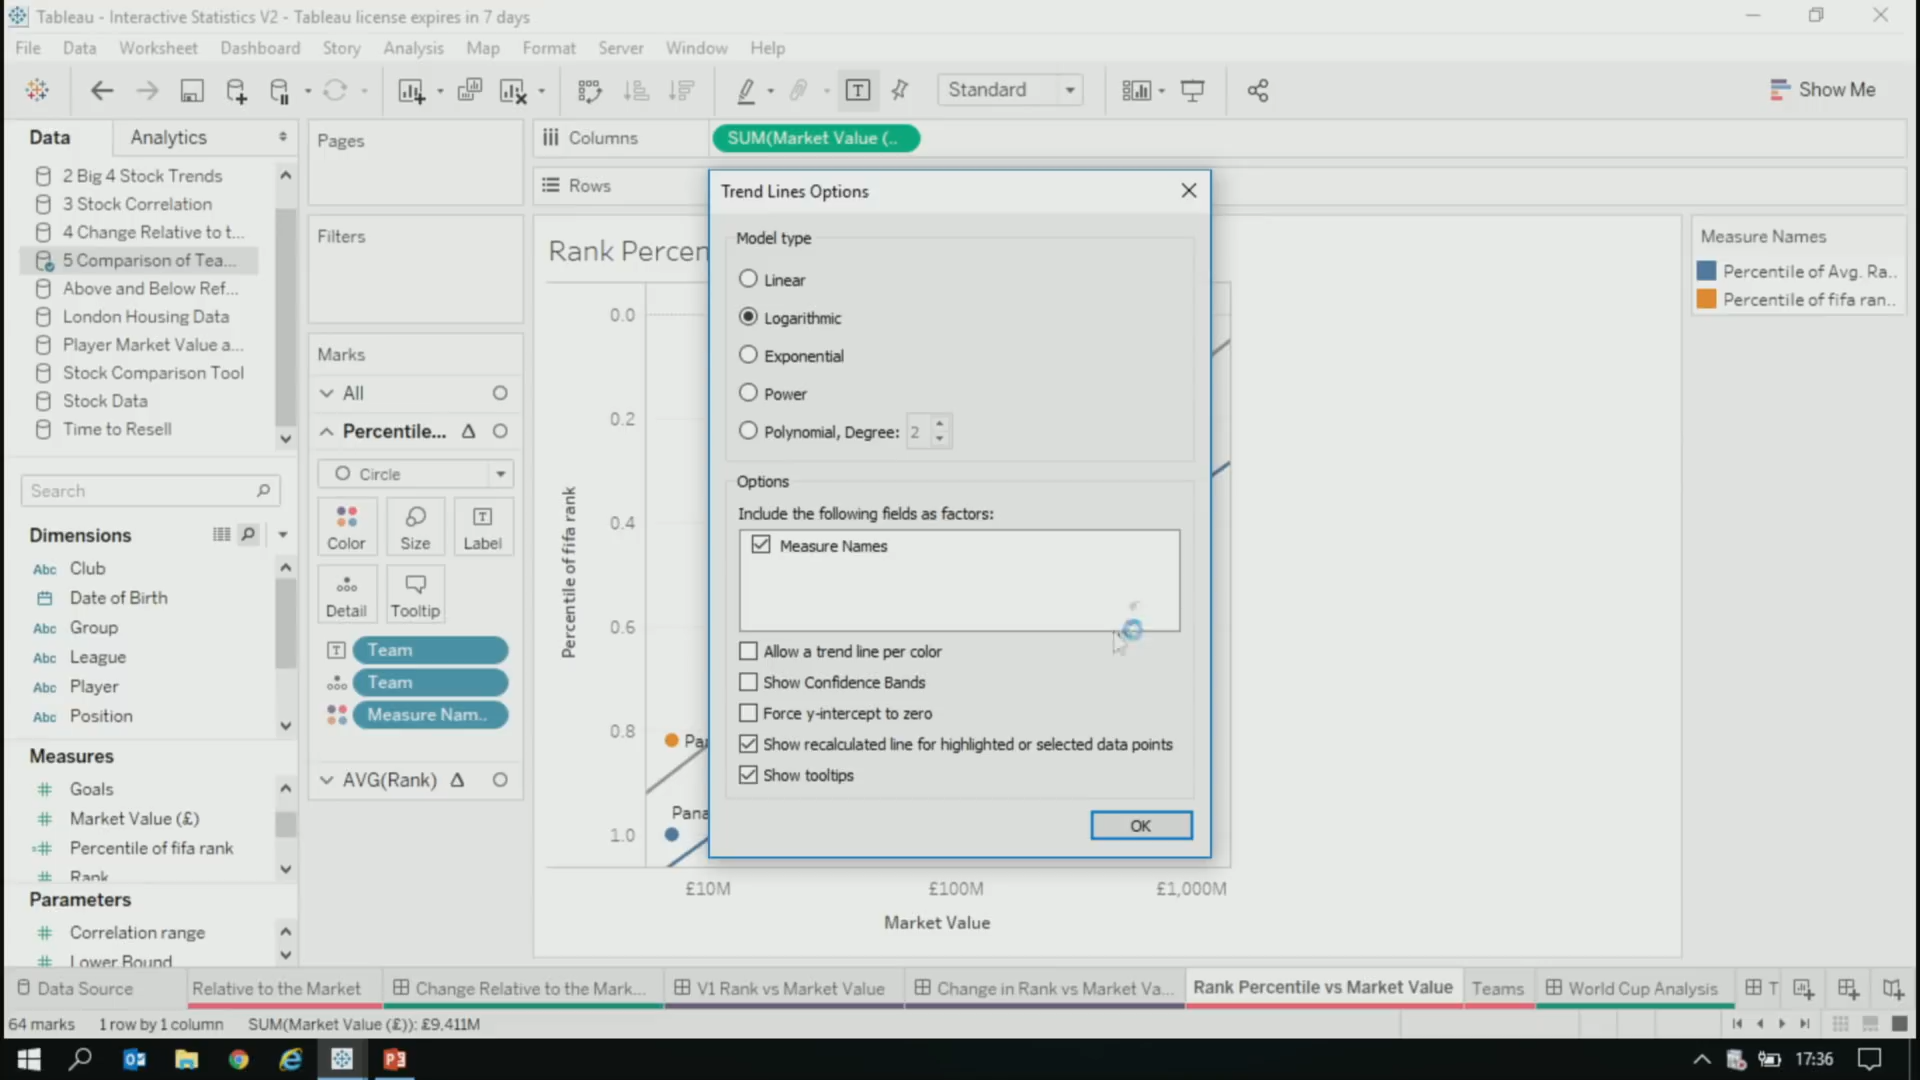 Tableau - Interactive Statistics V2 - Tableau license expires in 7 days
File Data Worksheet Dashboard Story Analysis Map Format Server Window Help
Standard
Show Me
Data
Analytics
2 Big 4 Stock Trends
3 Stock Correlation
4 Change Relative to t...
5 Comparison of Tea...
Above and Below Ref...
London Housing Data
Player Market Value a...
Stock Comparison Tool
Stock Data
Time to Resell
Search
Dimensions
Abc Club
Date of Birth
Abc Group
Abc League
Abc Player
Abc Position
Measures
# Goals
# Market Value (£)
=# Percentile of fifa rank
# Rank
Parameters
# Correlation range
# Lower Bound
Pages
Filters
Marks
All
Percentile...
Circle
Color
Size
Label
Detail
Tooltip
Team
Team
Measure Nam..
AVG(Rank)
Columns
SUM(Market Value (..
Rows
Rank Percen
0.0
0.2
0.4
0.6
0.8
1.0
Percentile of fifa rank
Pa
Pana
£10M
£100M
£1,000M
Market Value
Trend Lines Options
Model type
Linear
Logarithmic
Exponential
Power
Polynomial, Degree: 2
Options
Include the following fields as factors:
Measure Names
Allow a trend line per color
Show Confidence Bands
Force y-intercept to zero
Show recalculated line for highlighted or selected data points
Show tooltips
OK
Measure Names
Percentile of Avg. Ra..
Percentile of fifa ran..
Data Source
Relative to the Market
Change Relative to the Mark...
V1 Rank vs Market Value
Change in Rank vs Market Va...
Rank Percentile vs Market Value
Teams
World Cup Analysis
T
64 marks 1 row by 1 column SUM(Market Value (£)): £9,411M
17:36